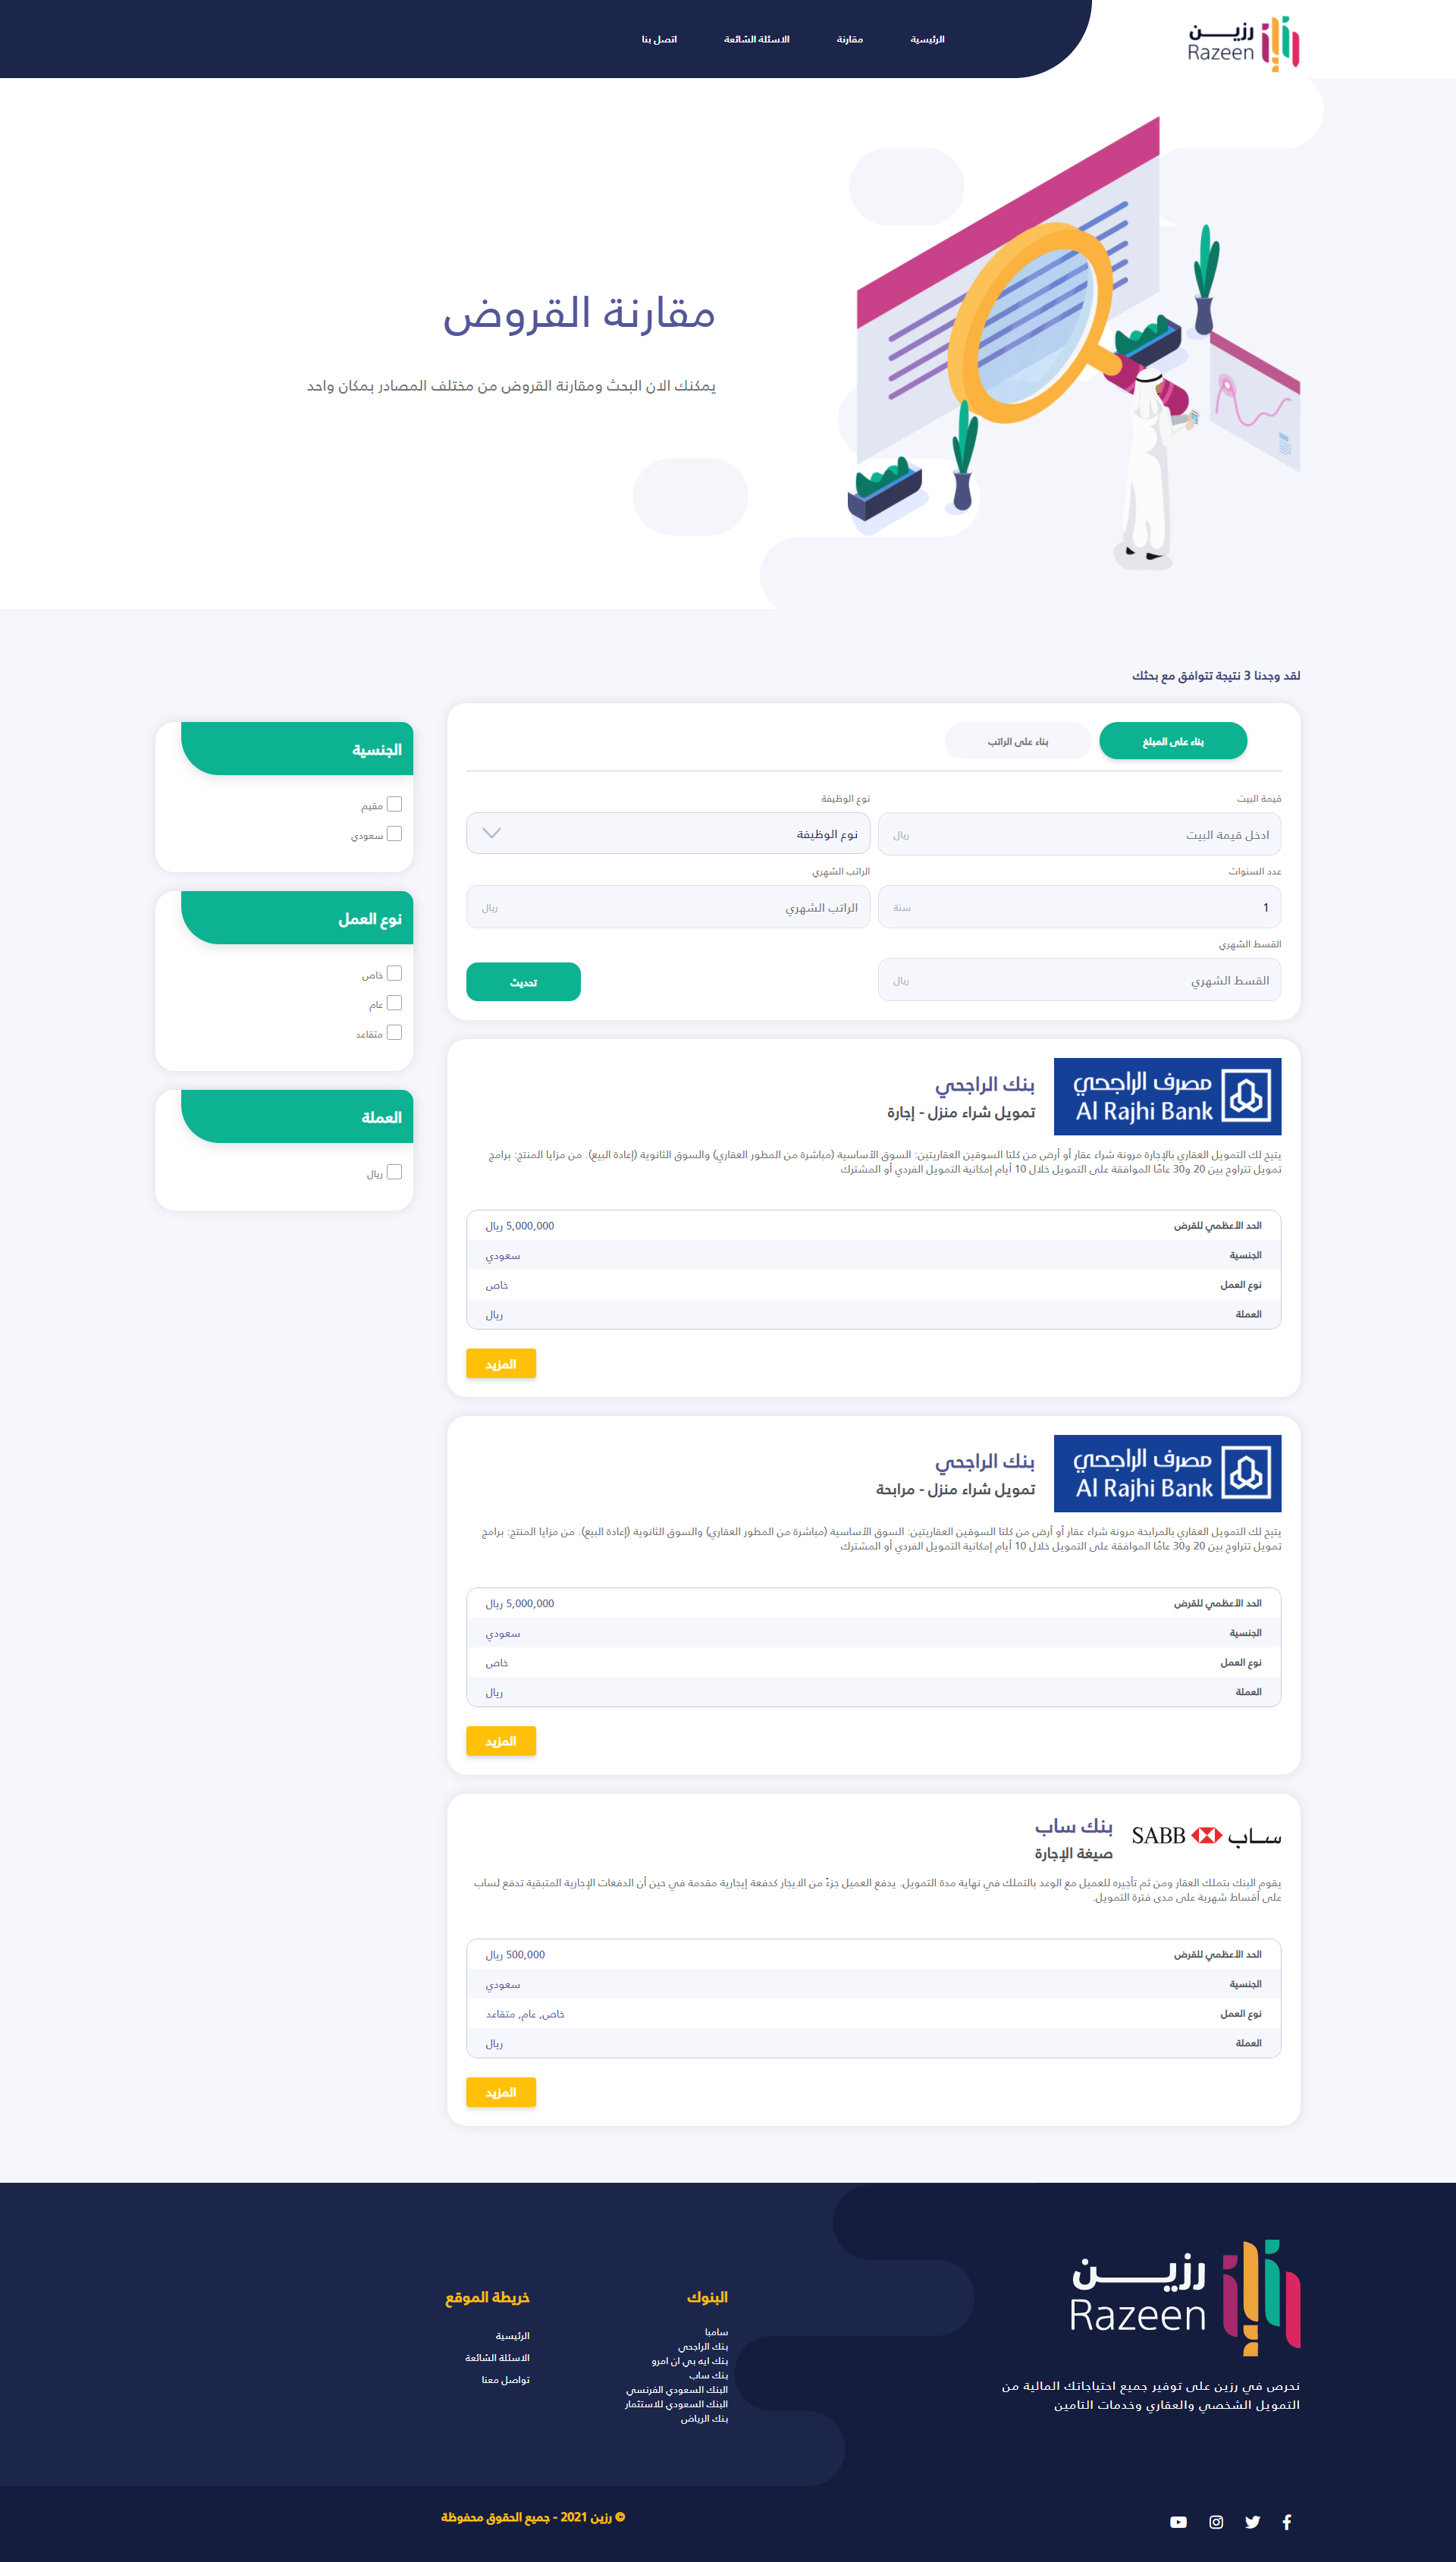 رزيــن
Razeen
الرئيسية
مقارنة
الاسئلة الشائعة
اتصل بنا
مقارنة القروض
يمكنك الان البحث ومقارنة القروض من مختلف المصادر بمكان واحد
لقد وجدنا 3 نتيجة تتوافق مع بحثك
بناء على المبلغ
بناء على الراتب
قيمة البيت
نوع الوظيفة
ادخل قيمة البيت
ريال
نوع الوظيفة
عدد السنوات
الراتب الشهري
1
سنة
الراتب الشهري
ريال
القسط الشهري
القسط الشهري
ريال
تحديث
الجنسية
مقيم
سعودي
نوع العمل
خاص
عام
متقاعد
العملة
ريال
مصرف الراجحي
Al Rajhi Bank
بنك الراجحي
تمويل شراء منزل - إجارة
يتيح لك التمويل العقاري بالإجارة مرونة شراء عقار أو أرض من كلتا السوقين العقاريتين: السوق الأساسية (مباشرة من المطور العقاري) والسوق الثانوية (إعادة البيع). من مزايا المنتج: برامج
تمويل تتراوح بين 20 و30 عامًا الموافقة على التمويل خلال 10 أيام إمكانية التمويل الفردي أو المشترك
الحد الأعظمي للقرض
5,000,000 ريال
الجنسية
سعودي
نوع العمل
خاص
العملة
ريال
المزيد
مصرف الراجحي
Al Rajhi Bank
بنك الراجحي
تمويل شراء منزل - مرابحة
يتيح لك التمويل العقاري بالمرابحة مرونة شراء عقار أو أرض من كلتا السوقين العقاريتين: السوق الأساسية (مباشرة من المطور العقاري) والسوق الثانوية (إعادة البيع). من مزايا المنتج: برامج
تمويل تتراوح بين 20 و30 عامًا الموافقة على التمويل خلال 10 أيام إمكانية التمويل الفردي أو المشترك
الحد الأعظمي للقرض
5,000,000 ريال
الجنسية
سعودي
نوع العمل
خاص
العملة
ريال
المزيد
ساب SABB
بنك ساب
صيغة الإجارة
يقوم البنك بتملك العقار ومن ثم تأجيره للعميل مع الوعد بالتملك في نهاية مدة التمويل. يدفع العميل جزءً من الايجار كدفعة إيجارية مقدمة في حين أن الدفعات الإجارية المتبقية تدفع لساب
على أقساط شهرية على مدى فترة التمويل.
الحد الأعظمي للقرض
500,000 ريال
الجنسية
سعودي
نوع العمل
خاص, عام, متقاعد
العملة
ريال
المزيد
رزيــن
Razeen
نحرص في رزين على توفير جميع احتياجاتك المالية من
التمويل الشخصي والعقاري وخدمات التامين
البنوك
سامبا
بنك الراجحي
بنك ايه بي ان امرو
بنك ساب
البنك السعودي الفرنسي
البنك السعودي للاستثمار
بنك الرياض
خريطة الموقع
الرئيسية
الاسئلة الشائعة
تواصل معنا
© رزين 2021 - جميع الحقوق محفوظة